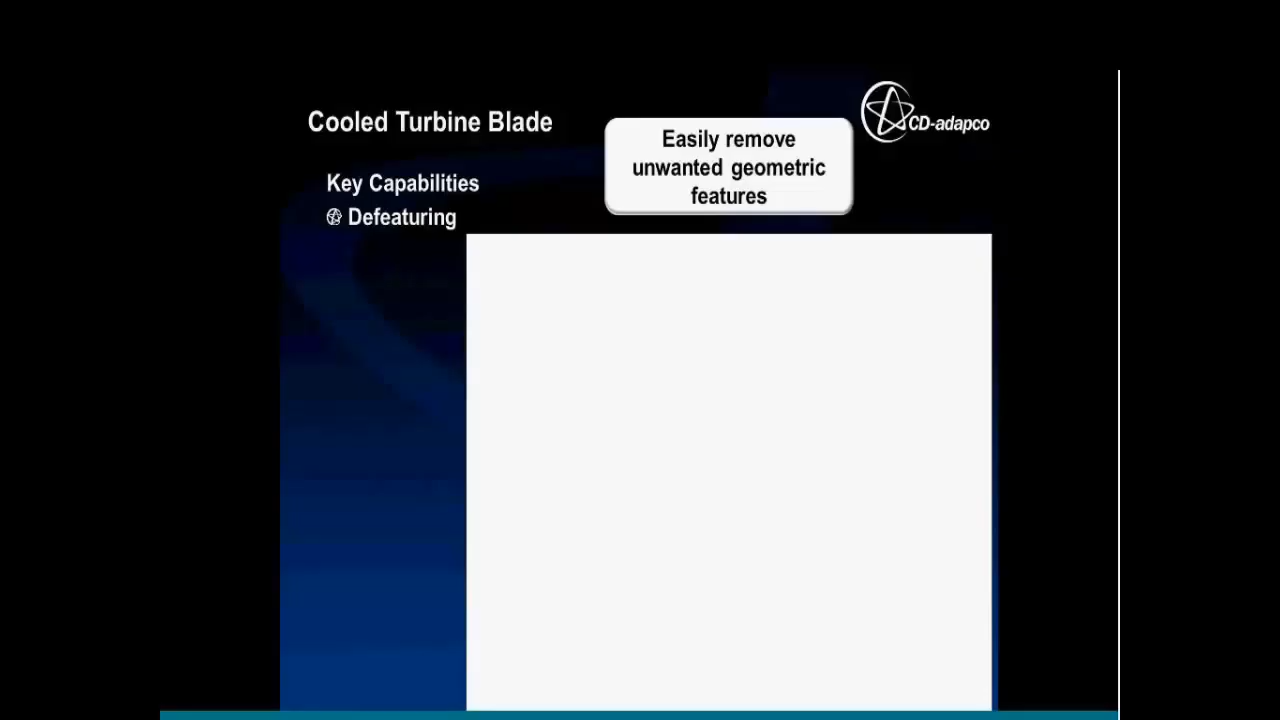 Cooled Turbine Blade
CD-adapco
Easily remove
unwanted geometric
features
Key Capabilities
Defeaturing